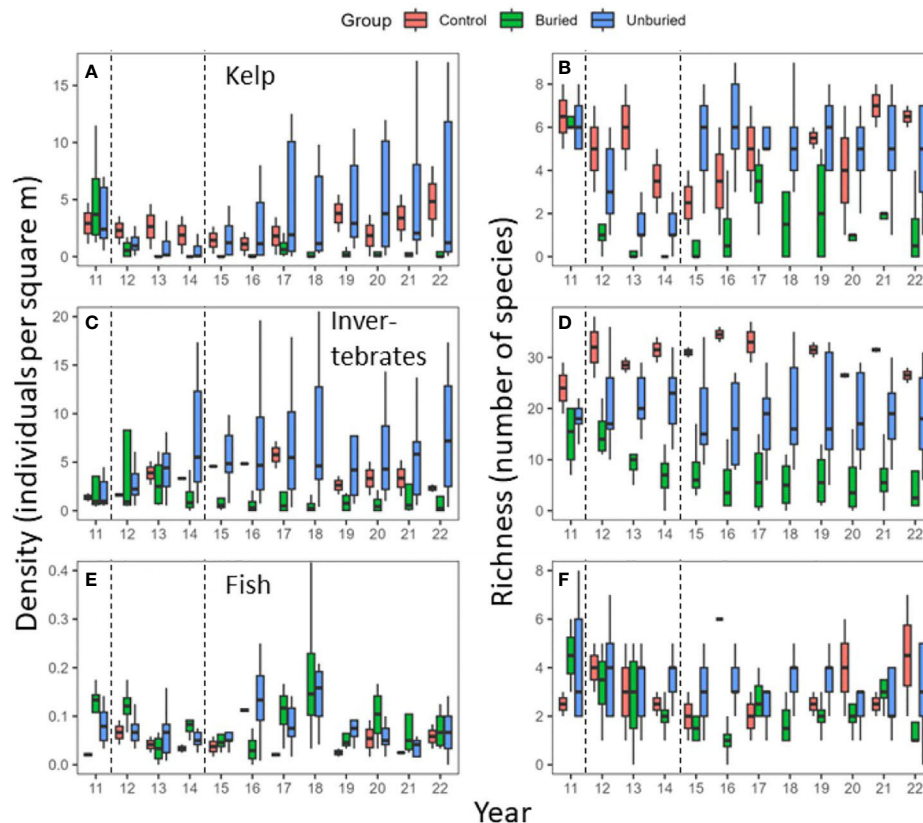 Group Control Buried Unburied
Density (individuals per square m)
Richness (number of species)
A Kelp
15
10
5
0
11 12 13 14 15 16 17 18 19 20 21 22
B
8
6
4
2
0
11 12 13 14 15 16 17 18 19 20 21 22
C Inver-
tebrates
20
15
10
5
0
11 12 13 14 15 16 17 18 19 20 21 22
D
30
20
10
0
11 12 13 14 15 16 17 18 19 20 21 22
E Fish
0.4
0.3
0.2
0.1
0.0
11 12 13 14 15 16 17 18 19 20 21 22
F
8
6
4
2
0
11 12 13 14 15 16 17 18 19 20 21 22
Year